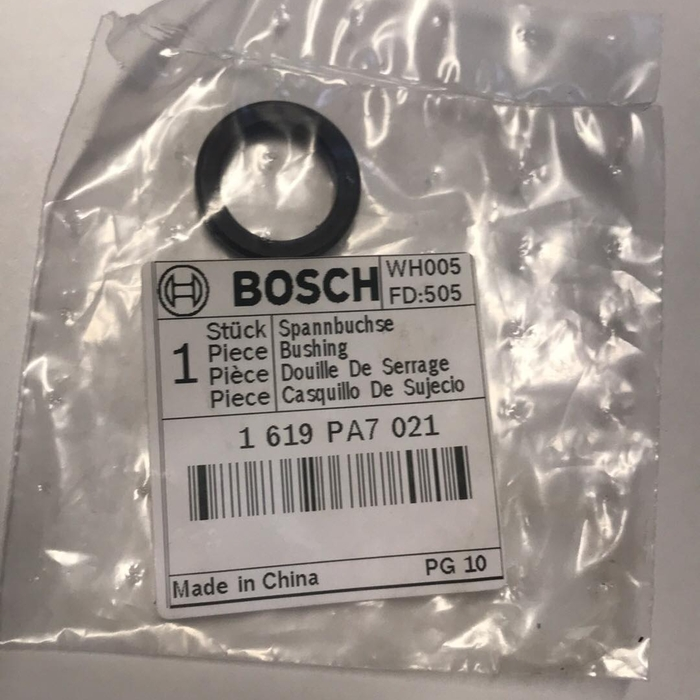 BOSCH
WH005
FD:505
1
Stück Spannbuchse
Piece Bushing
Pièce Douille De Serrage
Piece Casquillo De Sujecio
1 619 PA7 021
Made in China
PG 10